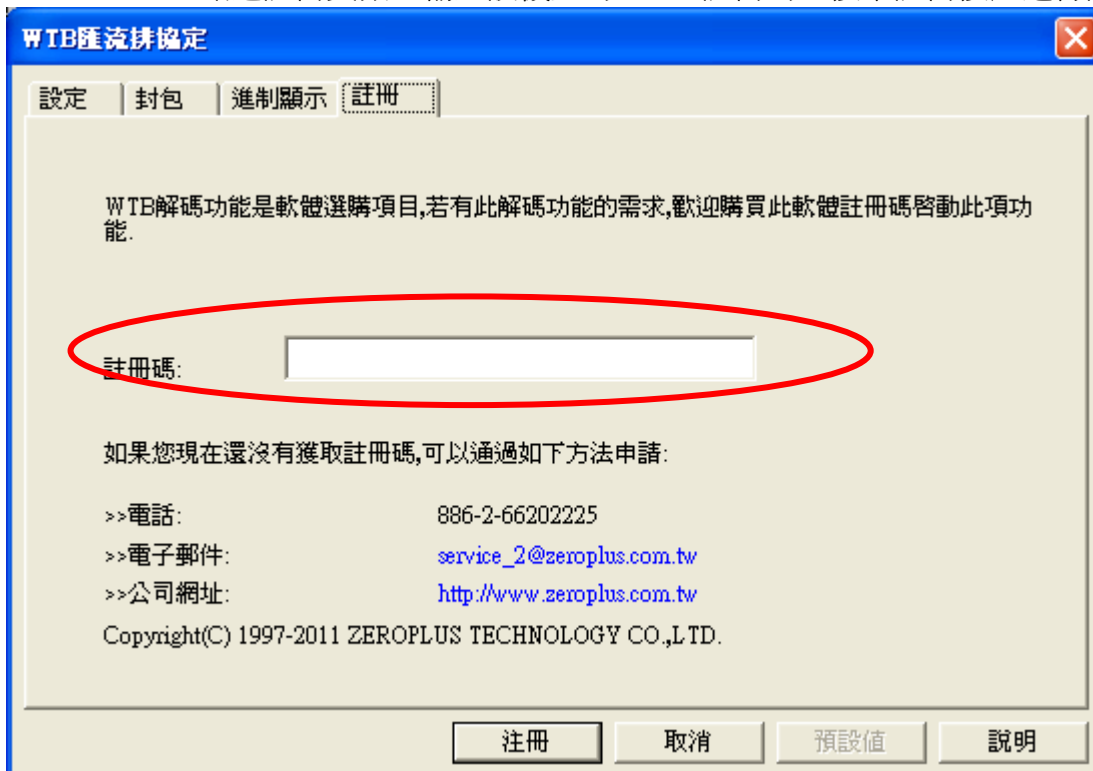 WTB匯流排協定
設定 封包 進制顯示 註冊
WTB解碼功能是軟體選購項目,若有此解碼功能的需求,歡迎購買此軟體註冊碼啓動此項功
能.
註冊碼:
如果您現在還沒有獲取註冊碼,可以通過如下方法申請:
>>電話: 886-2-66202225
>>電子郵件: service_2@zeroplus.com.tw
>>公司網址: http://www.zeroplus.com.tw
Copyright(C) 1997-2011 ZEROPLUS TECHNOLOGY CO.,LTD.
注冊 取消 預設值 説明